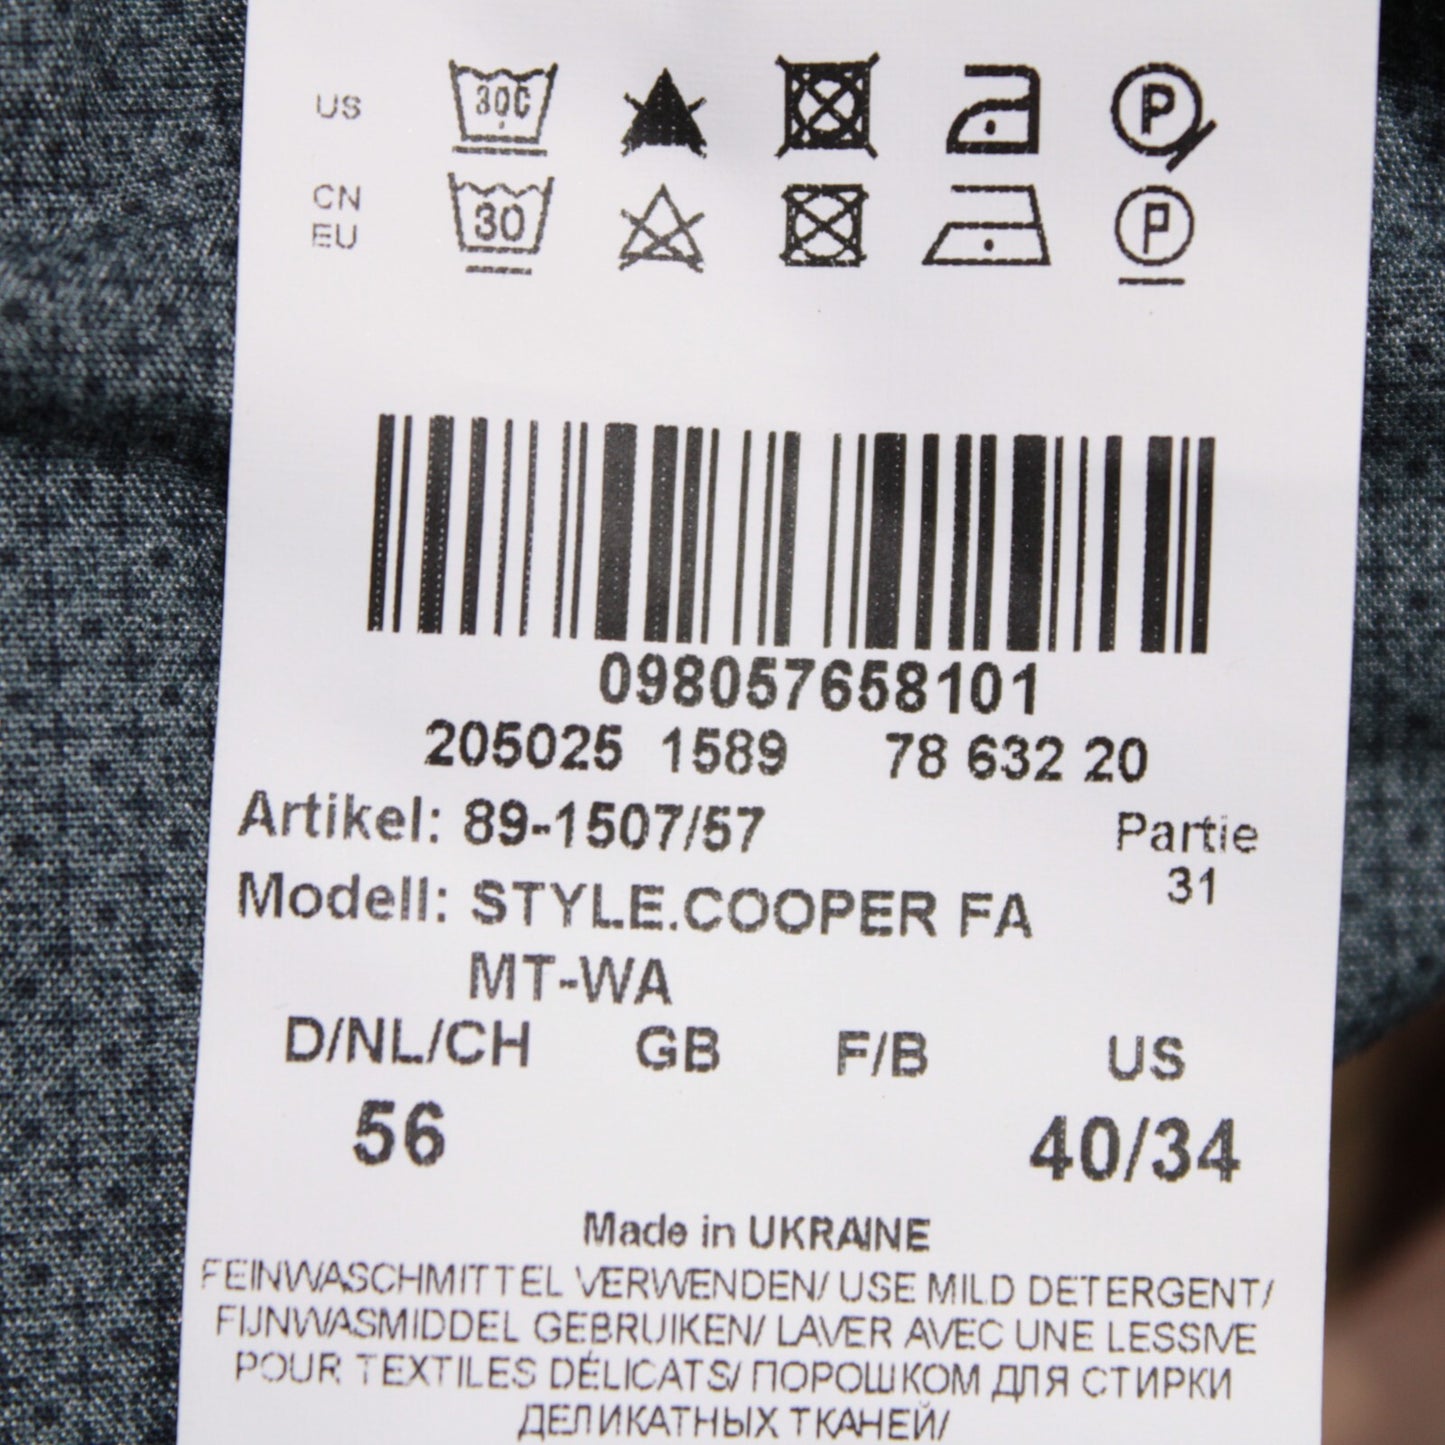 US 30C P
CN
EU 30 P
098057658101
205025 1589 78 632 20
Artikel: 89-1507/57 Partie
31
Modell: STYLE.COOPER FA
MT-WA
D/NL/CH GB F/B US
56 40/34
Made in UKRAINE
FEINWASCHMITTEL VERWENDEN/ USE MILD DETERGENT/
FIJNWASMIDDEL GEBRUIKEN/ LAVER AVEC UNE LESSIVE
POUR TEXTILES DÉLICATS/ ПОРОШКОМ ДЛЯ СТИРКИ
ДЕЛИКАТНЫХ ТКАНЕЙ/